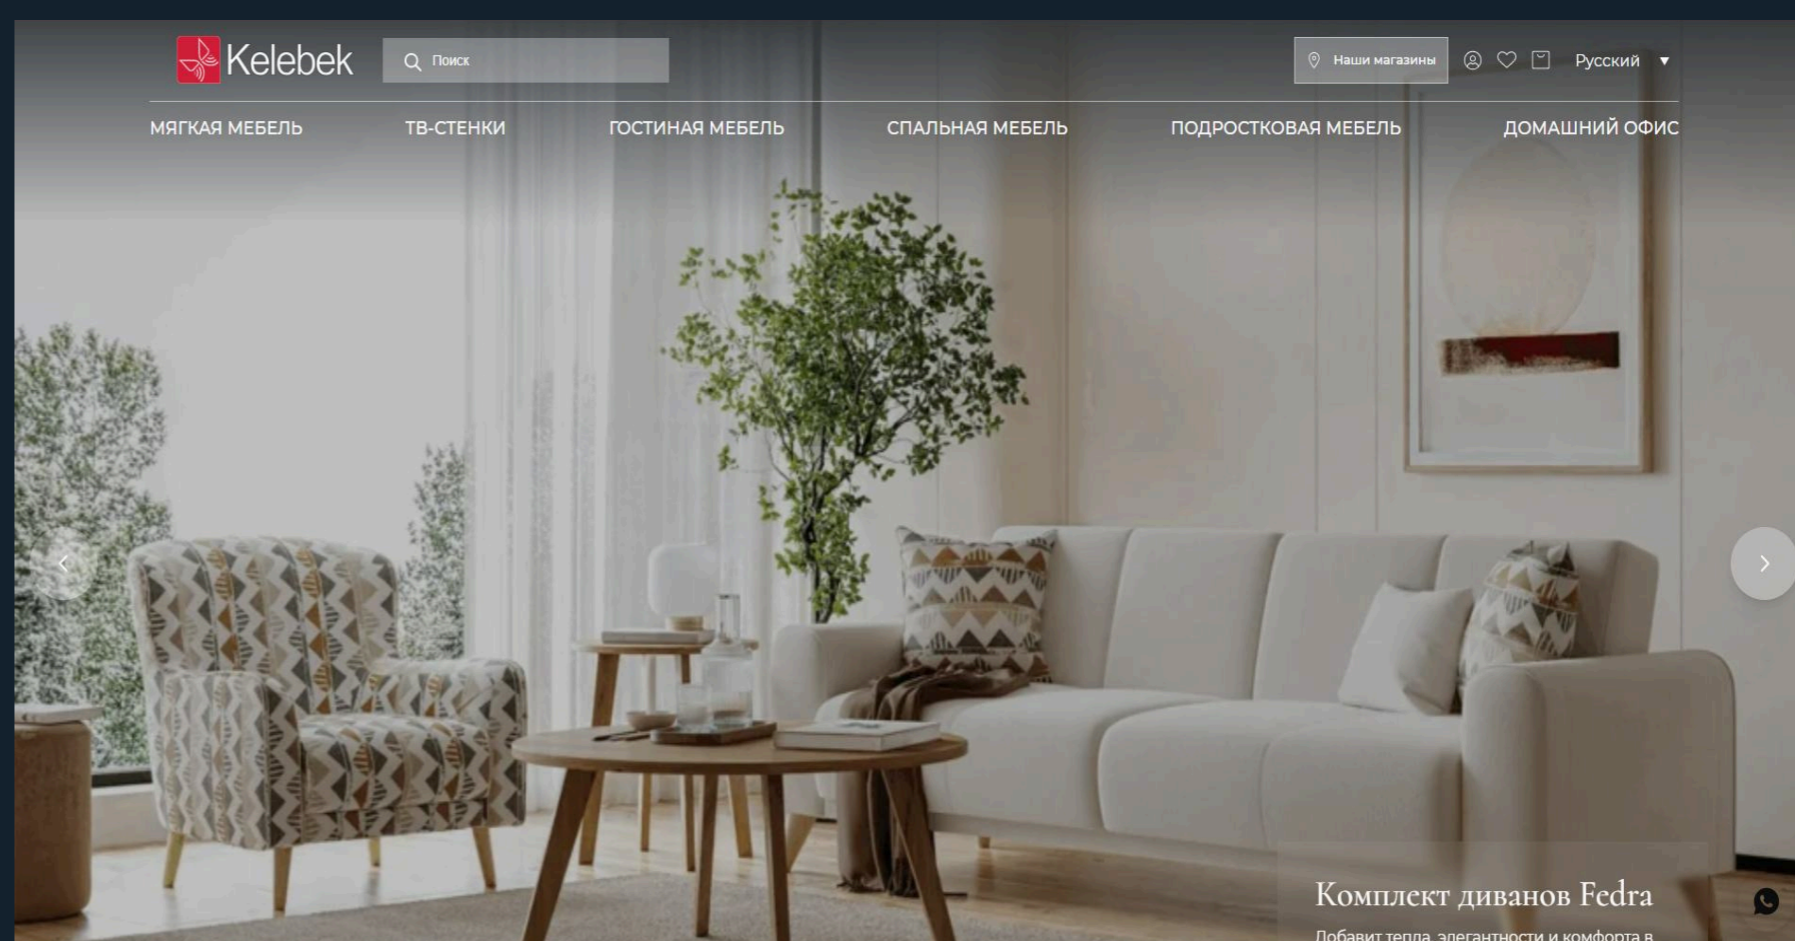 Kelebek
Поиск
Наши магазины
Русский
МЯГКАЯ МЕБЕЛЬ
ТВ-СТЕНКИ
ГОСТИНАЯ МЕБЕЛЬ
СПАЛЬНАЯ МЕБЕЛЬ
ПОДРОСТКОВАЯ МЕБЕЛЬ
ДОМАШНИЙ ОФИС
Комплект диванов Fedra
Добавит тепла, элегантности и комфорта в